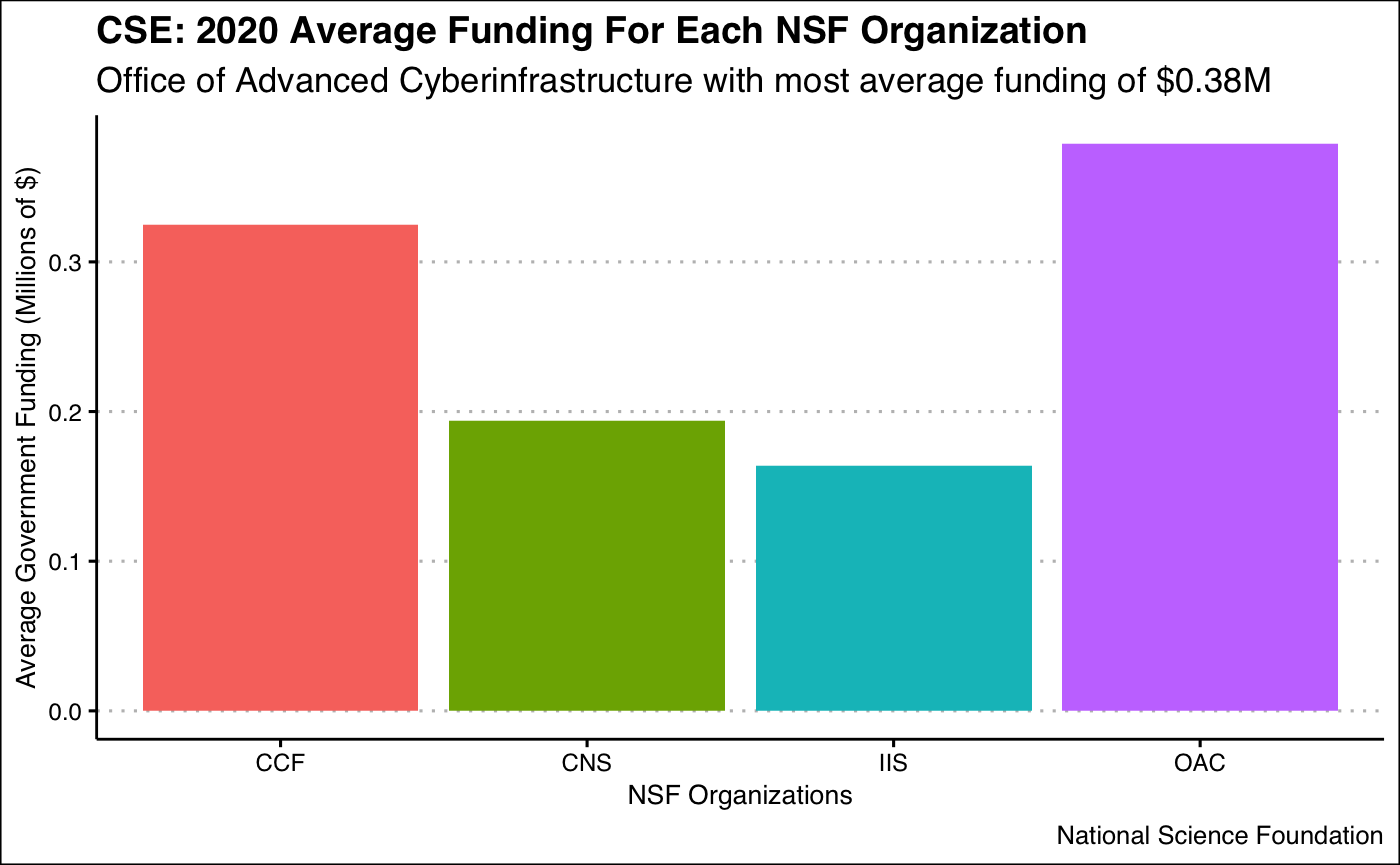 CSE: 2020 Average Funding For Each NSF Organization
Office of Advanced Cyberinfrastructure with most average funding of $0.38M
Average Government Funding (Millions of $)
0.3
0.2
0.1
0.0
CCF
CNS
IIS
OAC
NSF Organizations
National Science Foundation